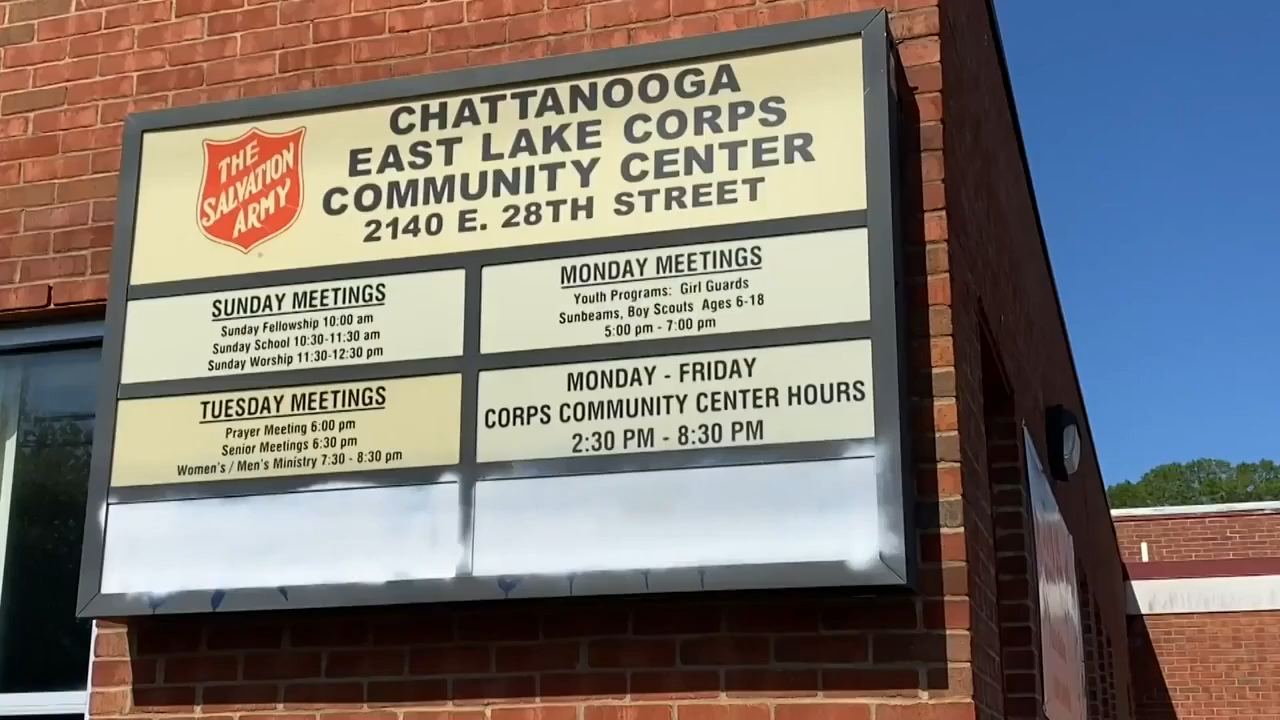 THE
SALVATION
ARMY
CHATTANOOGA
EAST LAKE CORPS
COMMUNITY CENTER
2140 E. 28TH STREET
SUNDAY MEETINGS
Sunday Fellowship 10:00 am
Sunday School 10:30-11:30 am
Sunday Worship 11:30-12:30 pm
MONDAY MEETINGS
Youth Programs: Girl Guards
Sunbeams, Boy Scouts Ages 6-18
5:00 pm - 7:00 pm
TUESDAY MEETINGS
Prayer Meeting 6:00 pm
Senior Meetings 6:30 pm
Women's / Men's Ministry 7:30 - 8:30 pm
MONDAY - FRIDAY
CORPS COMMUNITY CENTER HOURS
2:30 PM - 8:30 PM